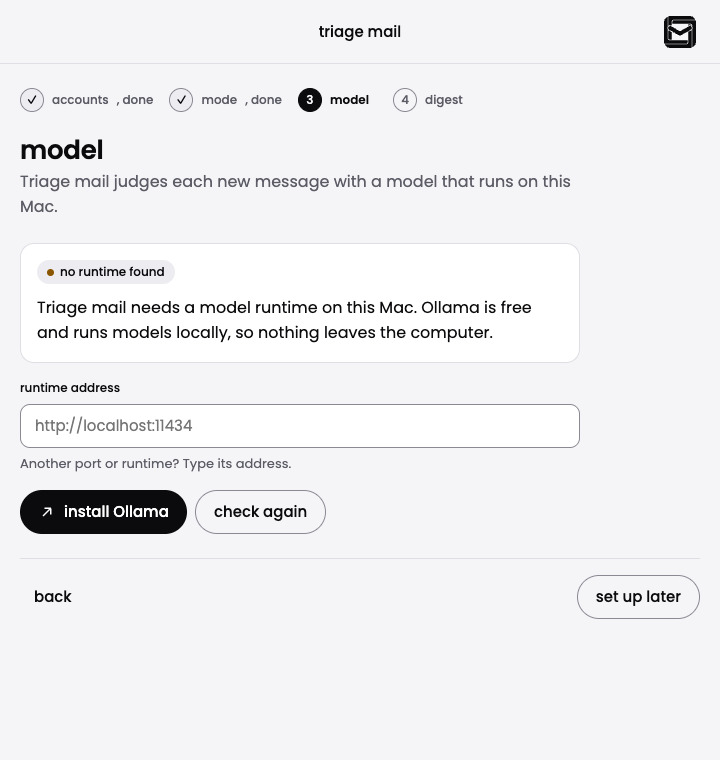 triage mail
accounts , done mode , done 3 model 4 digest
model
Triage mail judges each new message with a model that runs on this
Mac.
no runtime found
Triage mail needs a model runtime on this Mac. Ollama is free
and runs models locally, so nothing leaves the computer.
runtime address
http://localhost:11434
Another port or runtime? Type its address.
install Ollama check again
back set up later